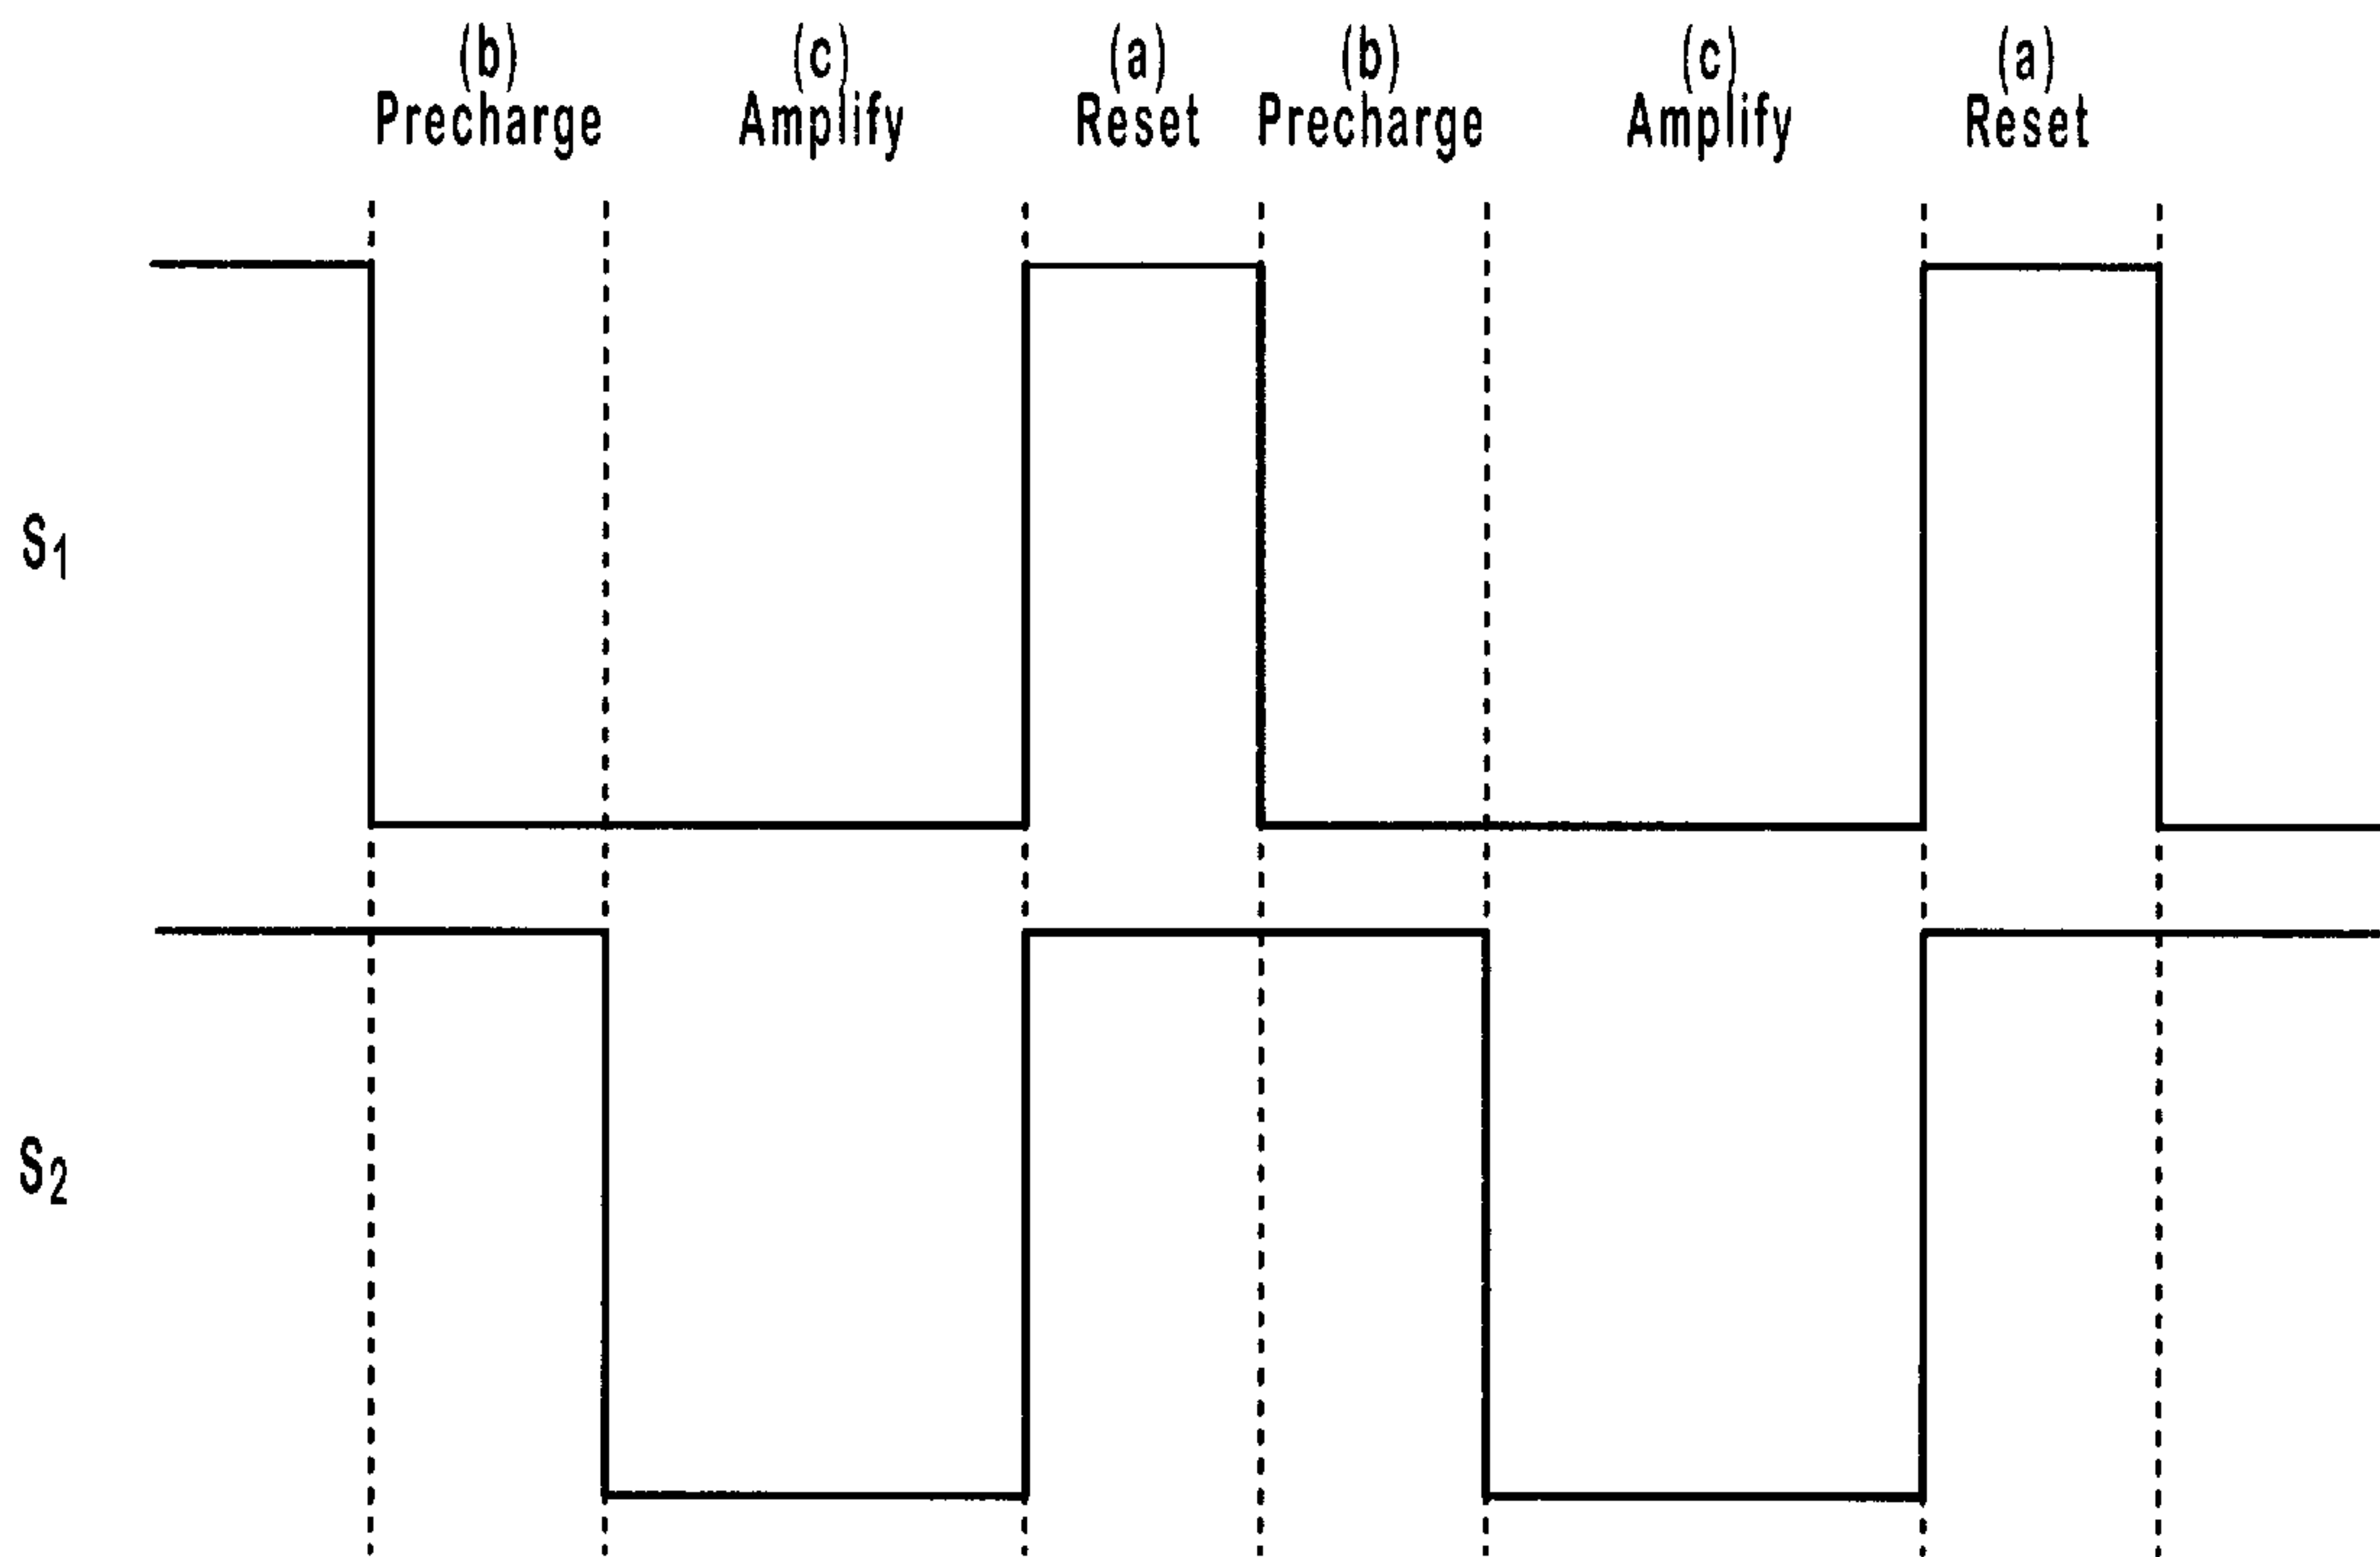 (b) (c) (a) (b) (c) (a)
Precharge Amplify Reset Precharge Amplify Reset
S1
S2